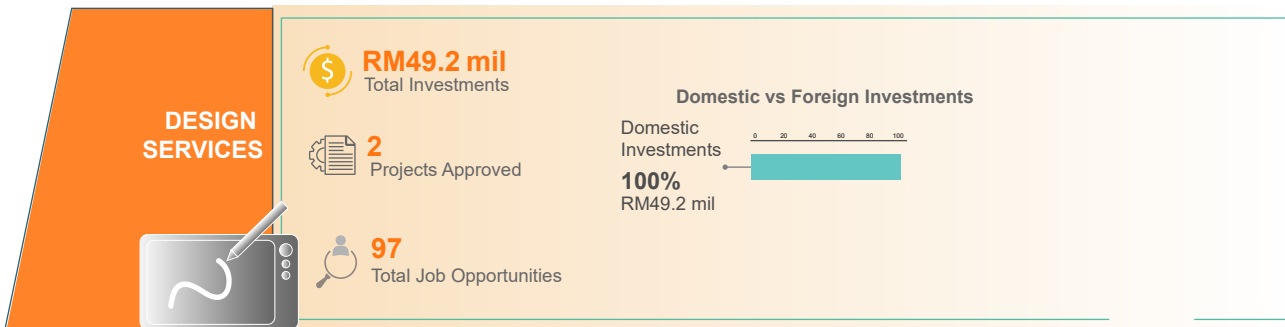 DESIGN
SERVICES
RM49.2 mil
Total Investments
2
Projects Approved
97
Total Job Opportunities
Domestic vs Foreign Investments
Domestic
Investments
100%
RM49.2 mil
0 20 40 60 80 100